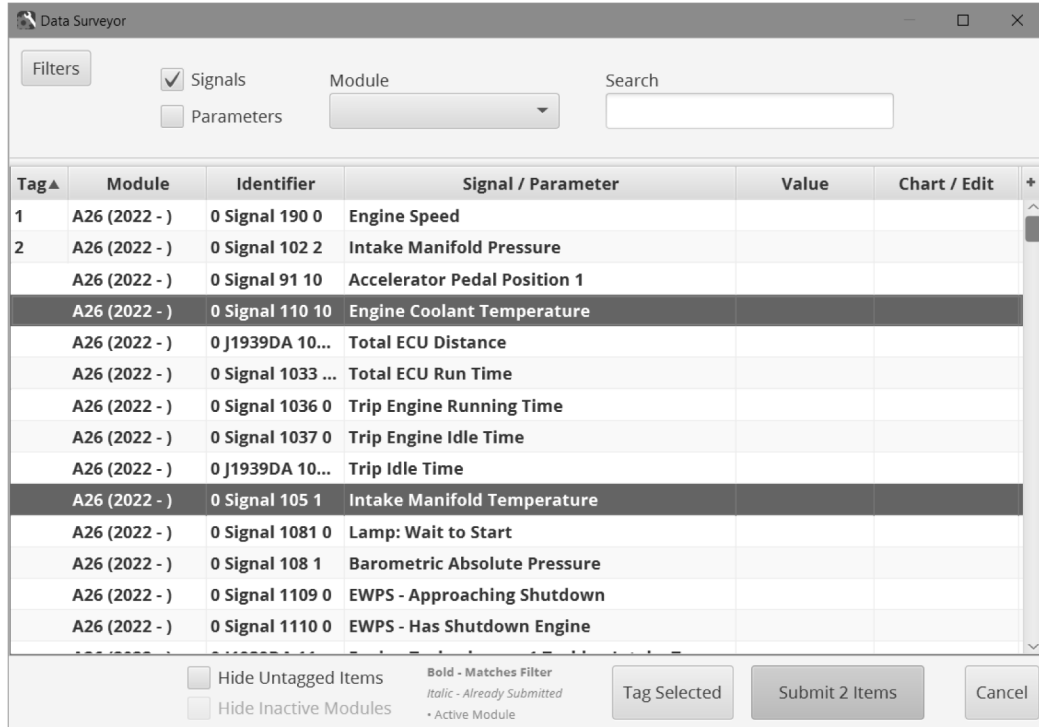 Data Surveyor
Filters
Signals
Parameters
Module
Search
Tag▲ Module Identifier Signal / Parameter Value Chart / Edit +
1 A26 (2022 - ) 0 Signal 190 0 Engine Speed
2 A26 (2022 - ) 0 Signal 102 2 Intake Manifold Pressure
A26 (2022 - ) 0 Signal 91 10 Accelerator Pedal Position 1
A26 (2022 - ) 0 Signal 110 10 Engine Coolant Temperature
A26 (2022 - ) 0 J1939DA 10... Total ECU Distance
A26 (2022 - ) 0 Signal 1033 ... Total ECU Run Time
A26 (2022 - ) 0 Signal 1036 0 Trip Engine Running Time
A26 (2022 - ) 0 Signal 1037 0 Trip Engine Idle Time
A26 (2022 - ) 0 J1939DA 10... Trip Idle Time
A26 (2022 - ) 0 Signal 105 1 Intake Manifold Temperature
A26 (2022 - ) 0 Signal 1081 0 Lamp: Wait to Start
A26 (2022 - ) 0 Signal 108 1 Barometric Absolute Pressure
A26 (2022 - ) 0 Signal 1109 0 EWPS - Approaching Shutdown
A26 (2022 - ) 0 Signal 1110 0 EWPS - Has Shutdown Engine
Hide Untagged Items
Hide Inactive Modules
Bold - Matches Filter
Italic - Already Submitted
• Active Module
Tag Selected
Submit 2 Items
Cancel